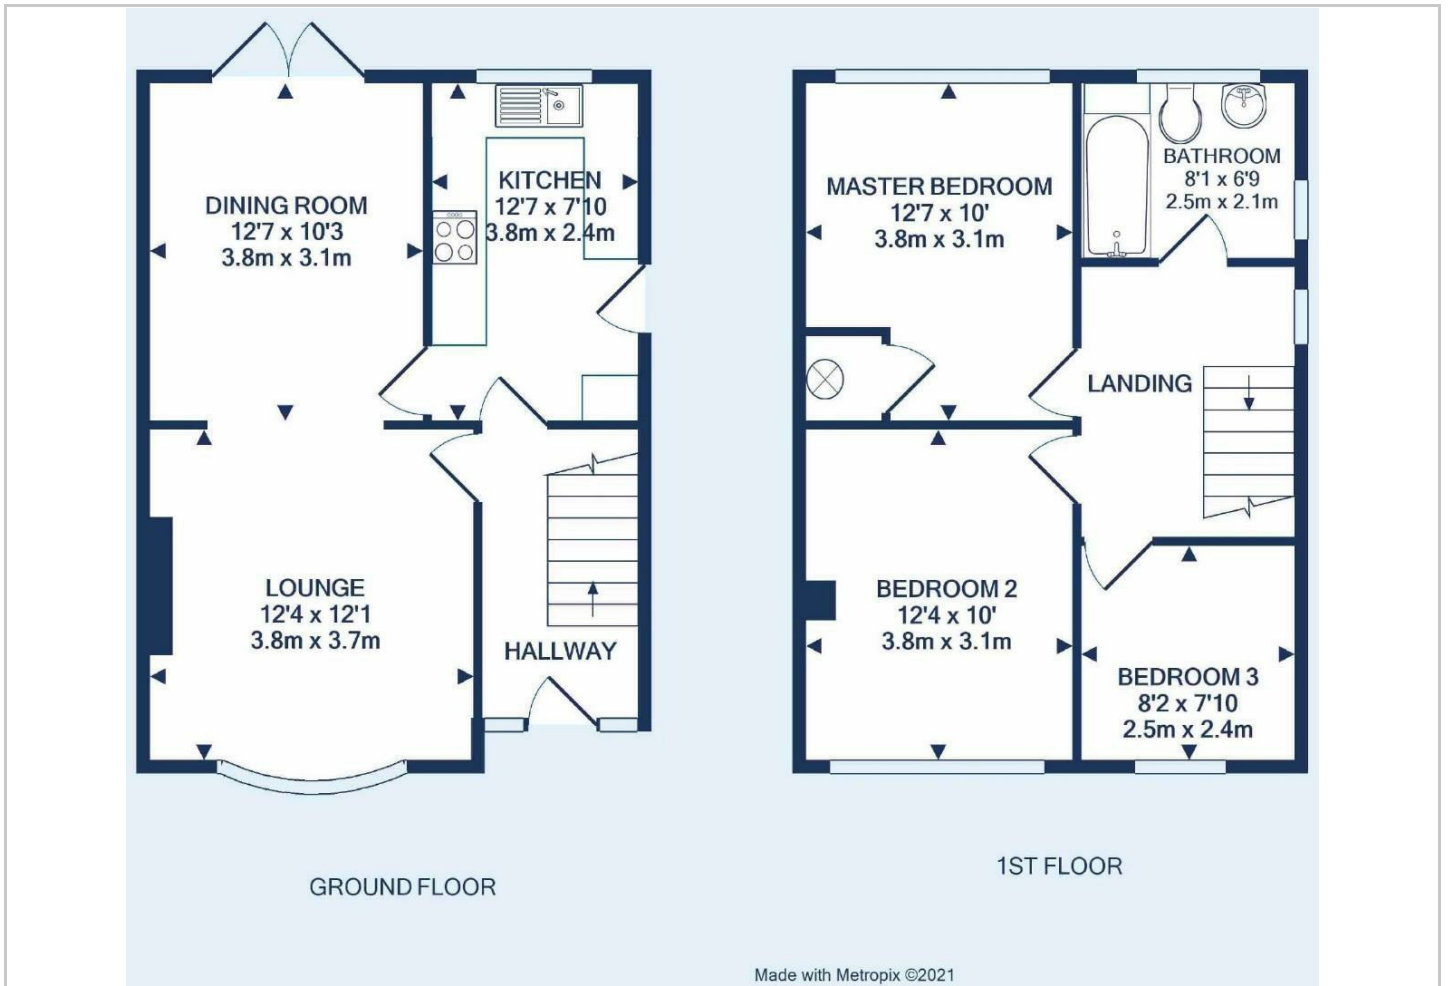 DINING ROOM
12'7 x 10'3
3.8m x 3.1m
KITCHEN
12'7 x 7'10
3.8m x 2.4m
LOUNGE
12'4 x 12'1
3.8m x 3.7m
HALLWAY
GROUND FLOOR
MASTER BEDROOM
12'7 x 10'
3.8m x 3.1m
BATHROOM
8'1 x 6'9
2.5m x 2.1m
LANDING
BEDROOM 2
12'4 x 10'
3.8m x 3.1m
BEDROOM 3
8'2 x 7'10
2.5m x 2.4m
1ST FLOOR
Made with Metropix ©2021